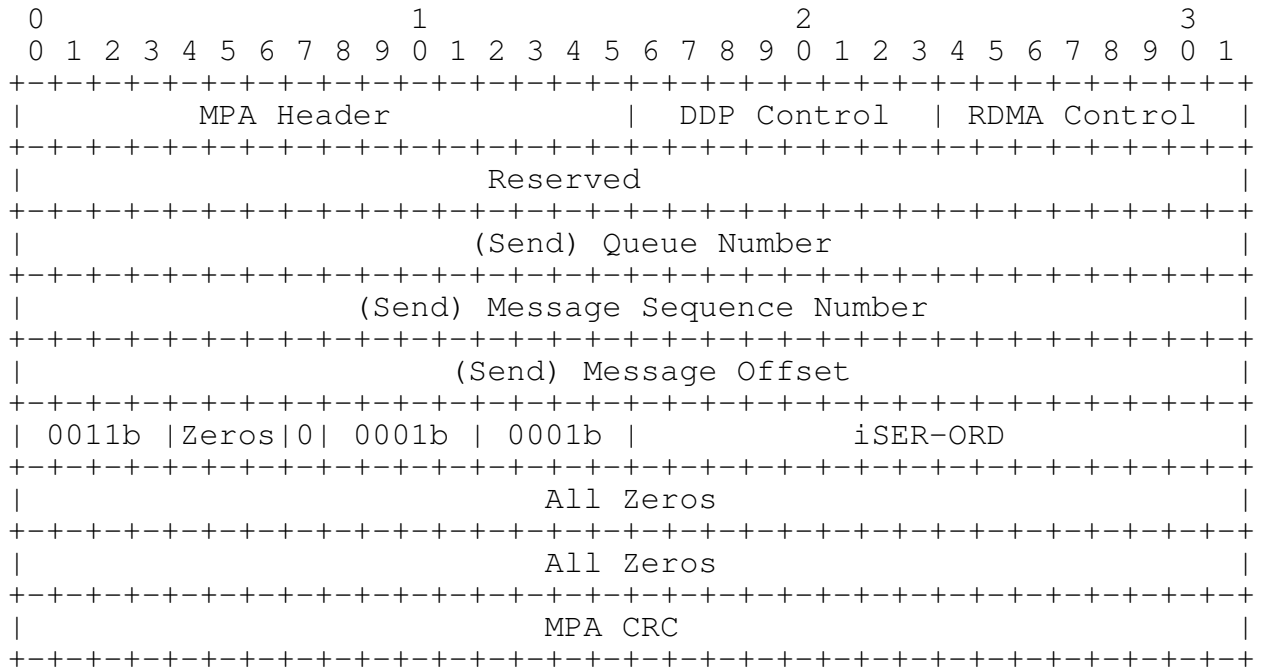 0                   1                   2                   3
 0 1 2 3 4 5 6 7 8 9 0 1 2 3 4 5 6 7 8 9 0 1 2 3 4 5 6 7 8 9 0 1
+-+-+-+-+-+-+-+-+-+-+-+-+-+-+-+-+-+-+-+-+-+-+-+-+-+-+-+-+-+-+-+-+
|         MPA Header            |  DDP Control  | RDMA Control  |
+-+-+-+-+-+-+-+-+-+-+-+-+-+-+-+-+-+-+-+-+-+-+-+-+-+-+-+-+-+-+-+-+
|                        Reserved                               |
+-+-+-+-+-+-+-+-+-+-+-+-+-+-+-+-+-+-+-+-+-+-+-+-+-+-+-+-+-+-+-+-+
|                       (Send) Queue Number                     |
+-+-+-+-+-+-+-+-+-+-+-+-+-+-+-+-+-+-+-+-+-+-+-+-+-+-+-+-+-+-+-+-+
|                 (Send) Message Sequence Number                |
+-+-+-+-+-+-+-+-+-+-+-+-+-+-+-+-+-+-+-+-+-+-+-+-+-+-+-+-+-+-+-+-+
|                      (Send) Message Offset                    |
+-+-+-+-+-+-+-+-+-+-+-+-+-+-+-+-+-+-+-+-+-+-+-+-+-+-+-+-+-+-+-+-+
| 0011b |Zeros|0| 0001b | 0001b |           iSER-ORD            |
+-+-+-+-+-+-+-+-+-+-+-+-+-+-+-+-+-+-+-+-+-+-+-+-+-+-+-+-+-+-+-+-+
|                           All Zeros                           |
+-+-+-+-+-+-+-+-+-+-+-+-+-+-+-+-+-+-+-+-+-+-+-+-+-+-+-+-+-+-+-+-+
|                           All Zeros                           |
+-+-+-+-+-+-+-+-+-+-+-+-+-+-+-+-+-+-+-+-+-+-+-+-+-+-+-+-+-+-+-+-+
|                           MPA CRC                             |
+-+-+-+-+-+-+-+-+-+-+-+-+-+-+-+-+-+-+-+-+-+-+-+-+-+-+-+-+-+-+-+-+